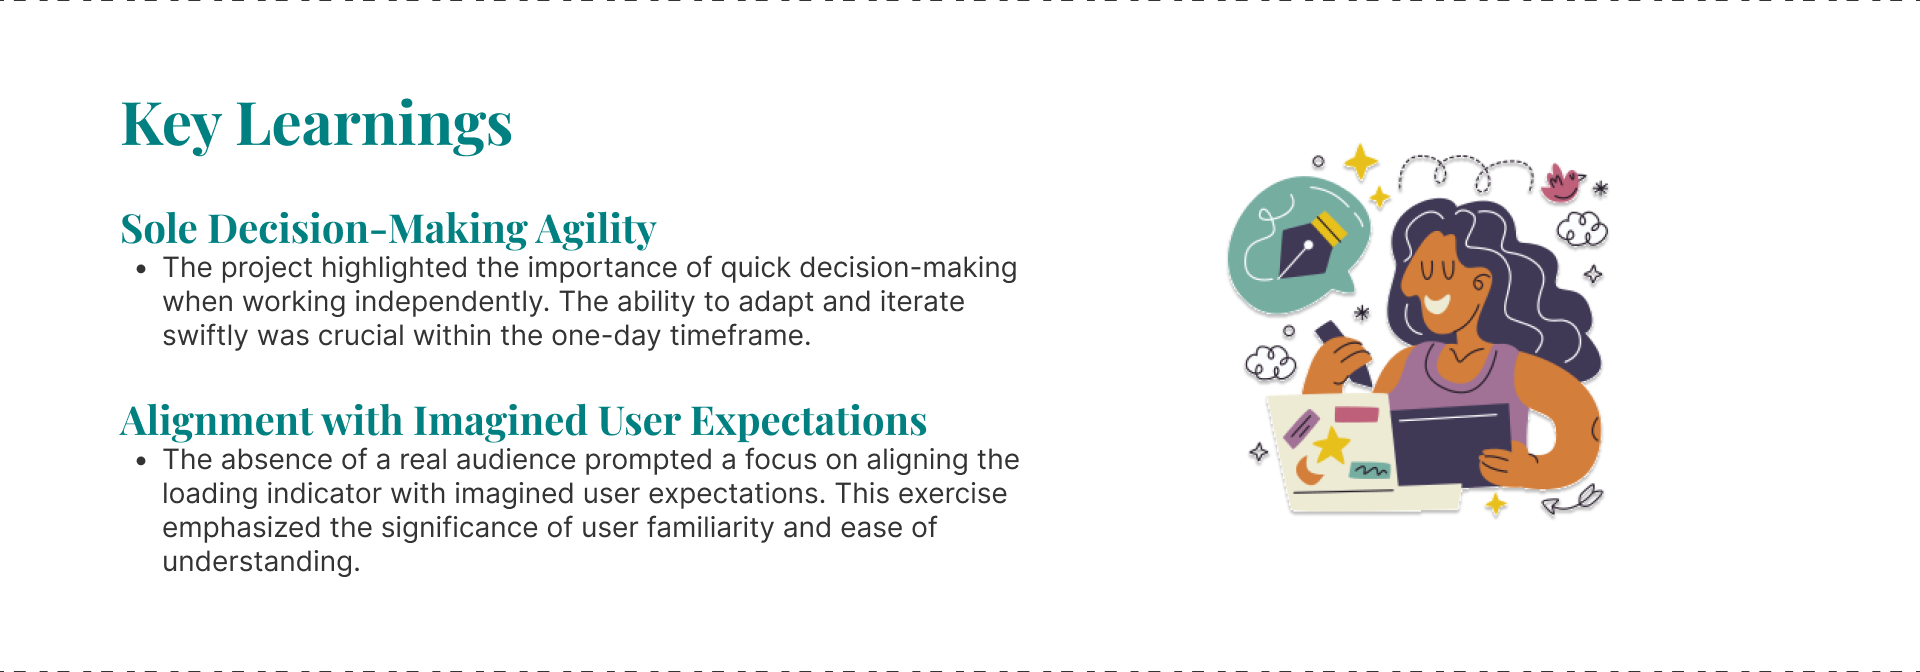 Key Learnings
Sole Decision-Making Agility
• The project highlighted the importance of quick decision-making
when working independently. The ability to adapt and iterate
swiftly was crucial within the one-day timeframe.
Alignment with Imagined User Expectations
• The absence of a real audience prompted a focus on aligning the
loading indicator with imagined user expectations. This exercise
emphasized the significance of user familiarity and ease of
understanding.